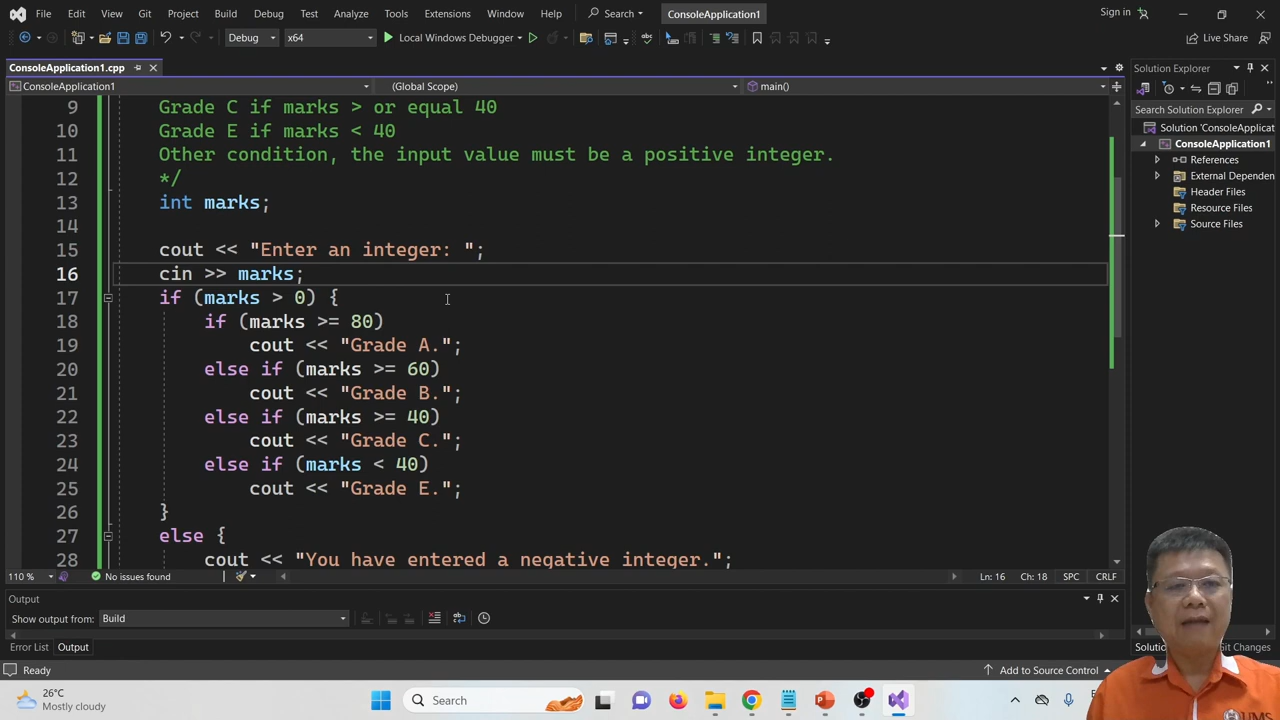 File Edit View Git Project Build Debug Test Analyze Tools Extensions Window Help Search ConsoleApplication1 Sign in
Debug x64 Local Windows Debugger Live Share
ConsoleApplication1.cpp
ConsoleApplication1 (Global Scope) main()
9 Grade C if marks > or equal 40
10 Grade E if marks < 40
11 Other condition, the input value must be a positive integer.
12 */
13 int marks;
14
15 cout << "Enter an integer: ";
16 cin >> marks;
17 if (marks > 0) {
18 if (marks >= 80)
19 cout << "Grade A.";
20 else if (marks >= 60)
21 cout << "Grade B.";
22 else if (marks >= 40)
23 cout << "Grade C.";
24 else if (marks < 40)
25 cout << "Grade E.";
26 }
27 else {
28 cout << "You have entered a negative integer.";
110 % No issues found Ln: 16 Ch: 18 SPC CRLF
Output
Show output from: Build
Error List Output
Ready Add to Source Control
Solution Explorer
Search Solution Explorer
Solution 'ConsoleApplicat
ConsoleApplication1
References
External Dependen
Header Files
Resource Files
Source Files
Solutio Git Changes
26°C
Mostly cloudy
Search
UMS